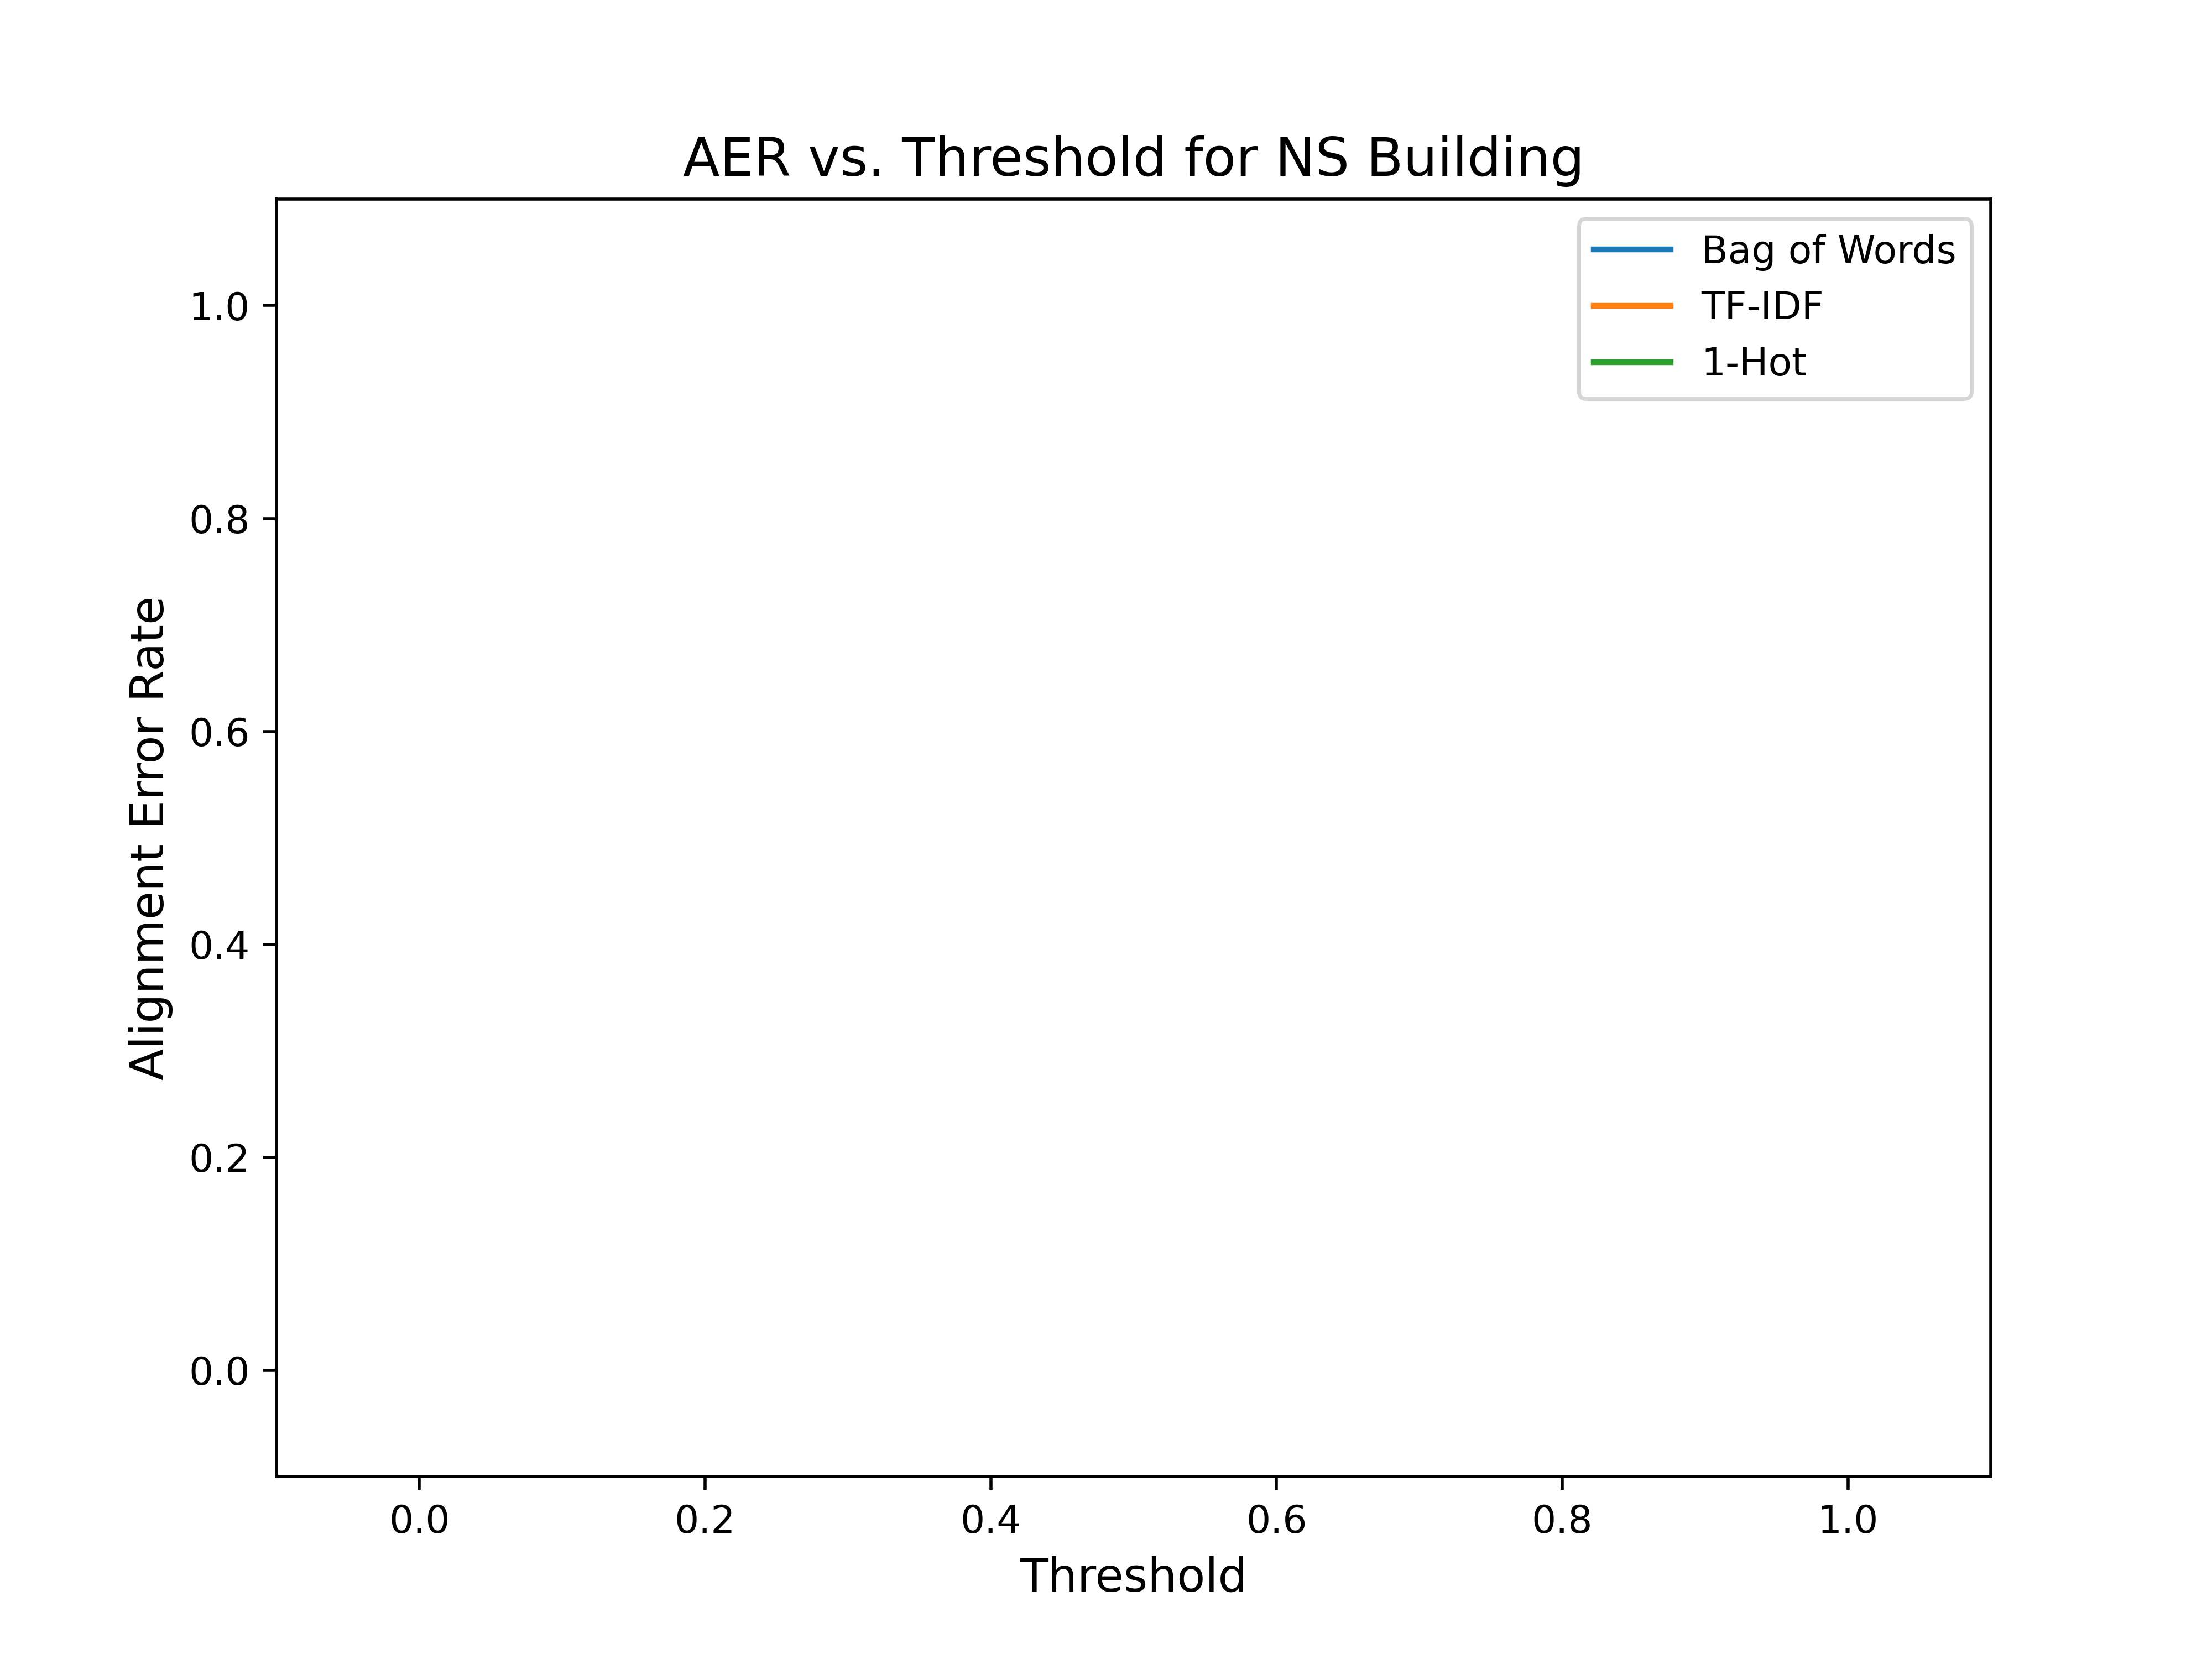 AER vs. Threshold for NS Building
Bag of Words
TF-IDF
1-Hot
Alignment Error Rate
1.0
0.8
0.6
0.4
0.2
0.0
0.0 0.2 0.4 0.6 0.8 1.0
Threshold